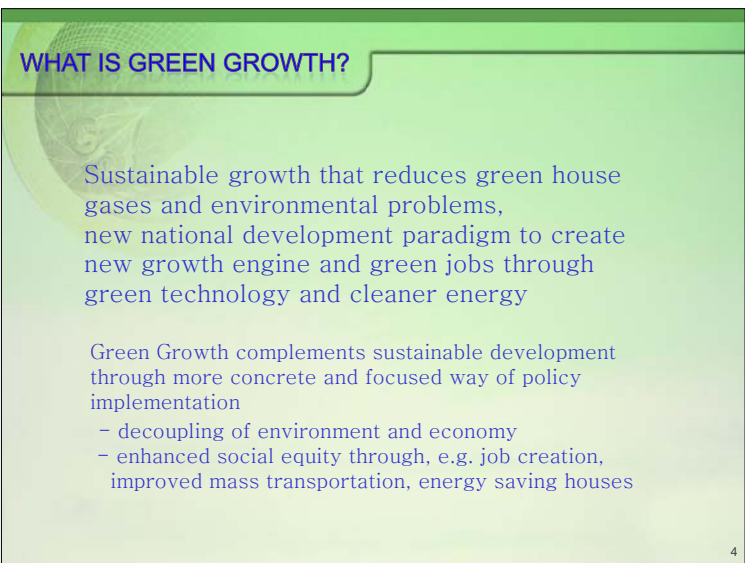 WHAT IS GREEN GROWTH?
Sustainable growth that reduces green house
gases and environmental problems,
new national development paradigm to create
new growth engine and green jobs through
green technology and cleaner energy
Green Growth complements sustainable development
through more concrete and focused way of policy
implementation
- decoupling of environment and economy
- enhanced social equity through, e.g. job creation,
improved mass transportation, energy saving houses
4